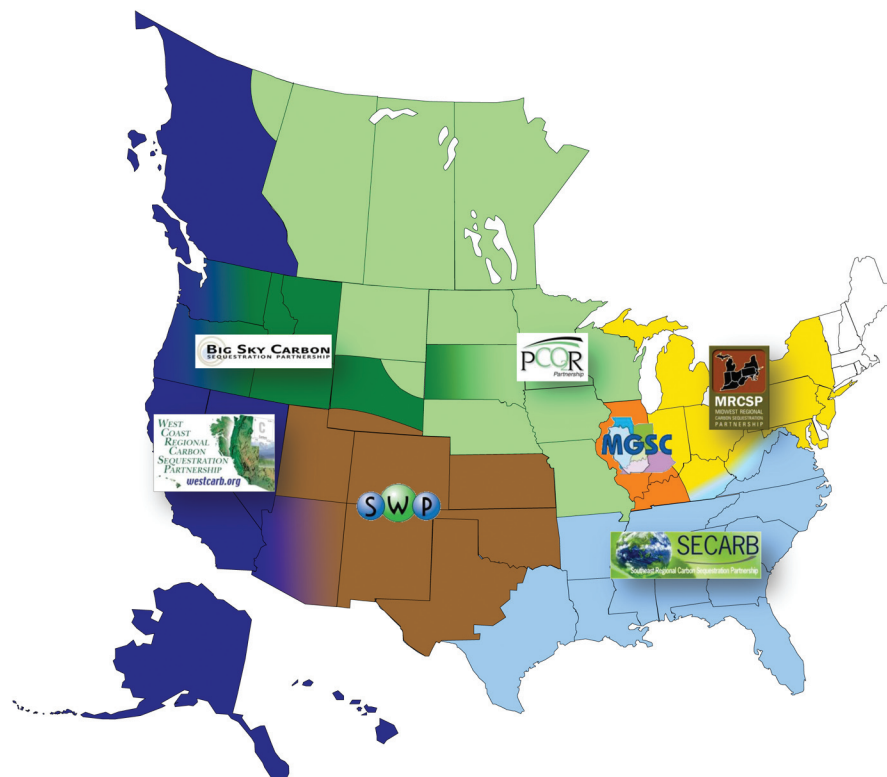 BIG SKY CARBON
SEQUESTRATION PARTNERSHIP
PCO2R
Partnership
MRCSP
MIDWEST REGIONAL
CARBON SEQUESTRATION
PARTNERSHIP
WEST
COAST
REGIONAL
CARBON
SEQUESTRATION
PARTNERSHIP
westcarb.org
C
MGSC
SWP
SECARB
Southeast Regional Carbon Sequestration Partnership